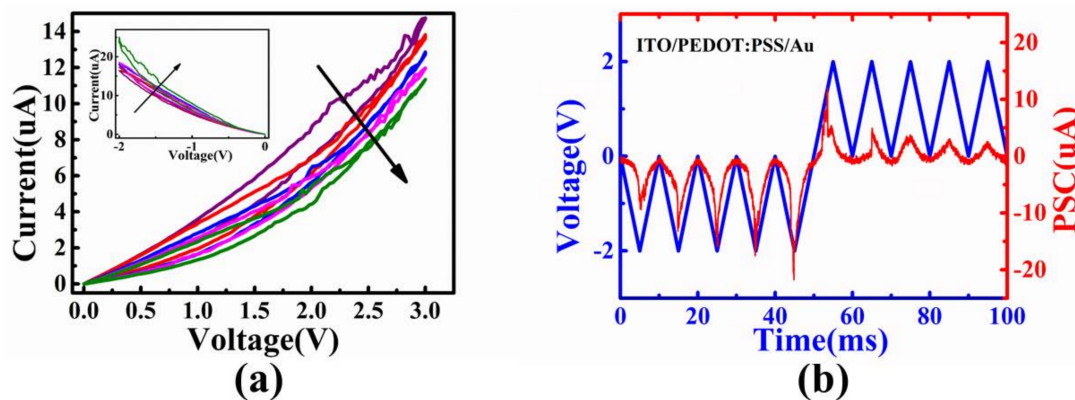 14
12
10
8
6
4
2
0
Current(uA)
0.0 0.5 1.0 1.5 2.0 2.5 3.0
Voltage(V)
20
10
0
Current(uA)
-2 -1 0
Voltage(V)
(a)
ITO/PEDOT:PSS/Au
2
0
-2
Voltage(V)
0 20 40 60 80 100
Time(ms)
20
10
0
-10
-20
PSC(uA)
(b)